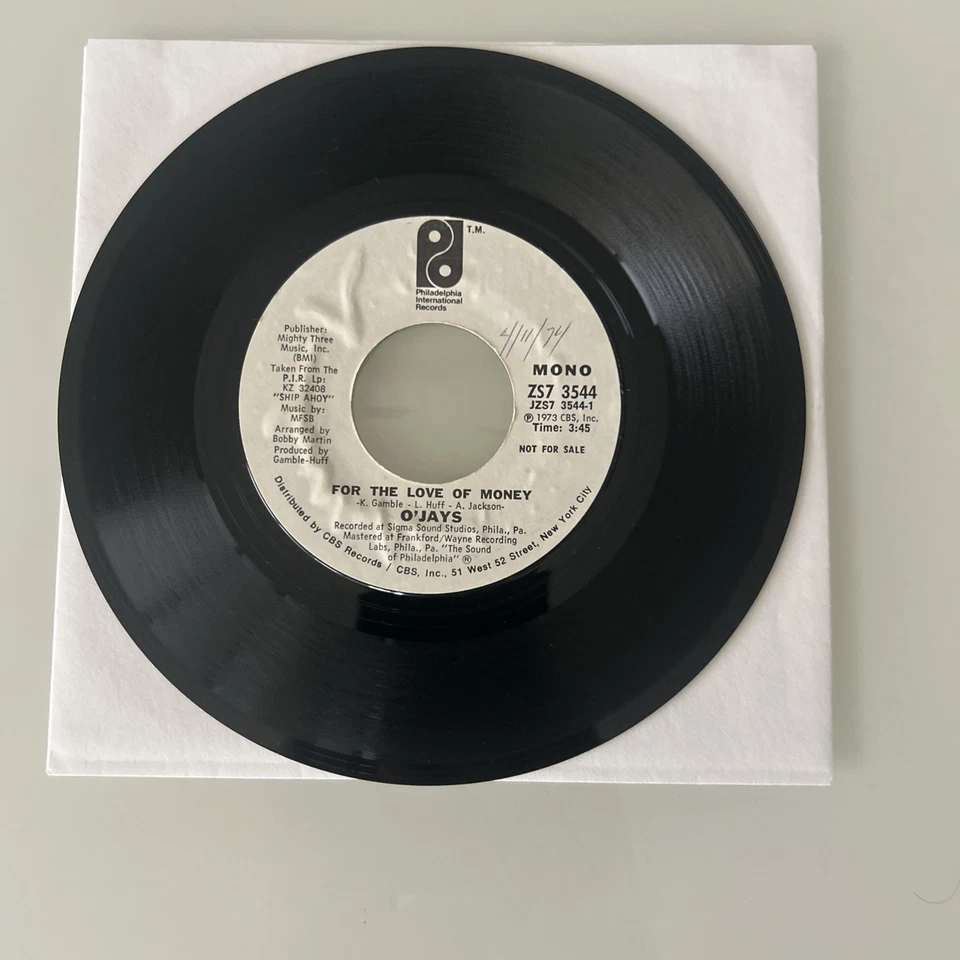 T.M.
Philadelphia
International
Records
Publisher:
Mighty Three
Music, Inc.
(BMI)
Taken From The
P.I.R. Lp:
KZ 32408
"SHIP AHOY"
Music by:
MFSB
Arranged by
Bobby Martin
Produced by
Gamble-Huff
4/11/74
MONO
ZS7 3544
JZS7 3544-1
Ⓟ 1973 CBS, Inc.
Time: 3:45
NOT FOR SALE
FOR THE LOVE OF MONEY
-K. Gamble - L. Huff - A. Jackson-
O'JAYS
Recorded at Sigma Sound Studios, Phila., Pa.
Mastered at Frankford/Wayne Recording
Labs, Phila., Pa. "The Sound
of Philadelphia" ®
Distributed by CBS Records / CBS, Inc., 51 West 52 Street, New York City